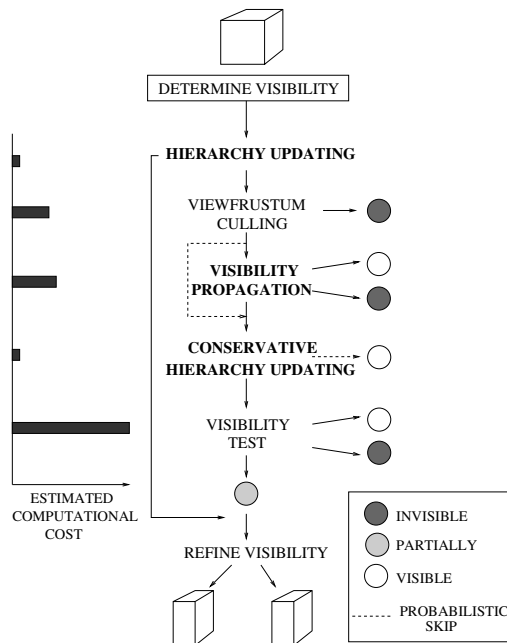 DETERMINE VISIBILITY
HIERARCHY UPDATING
VIEWFRUSTUM
CULLING
VISIBILITY
PROPAGATION
CONSERVATIVE
HIERARCHY UPDATING
VISIBILITY
TEST
ESTIMATED
COMPUTATIONAL
COST
REFINE VISIBILITY
INVISIBLE
PARTIALLY
VISIBLE
PROBABILISTIC
SKIP